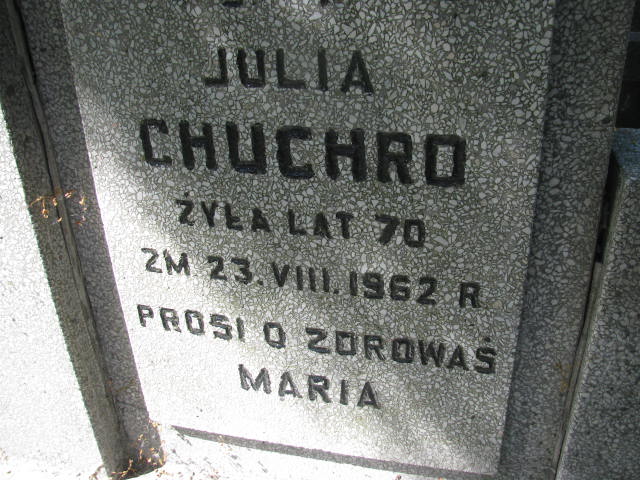 JULIA
CHUCHRO
ŻYŁA LAT 70
ZM 23.VIII.1962 R
PROSI O ZDROWAŚ
MARIA